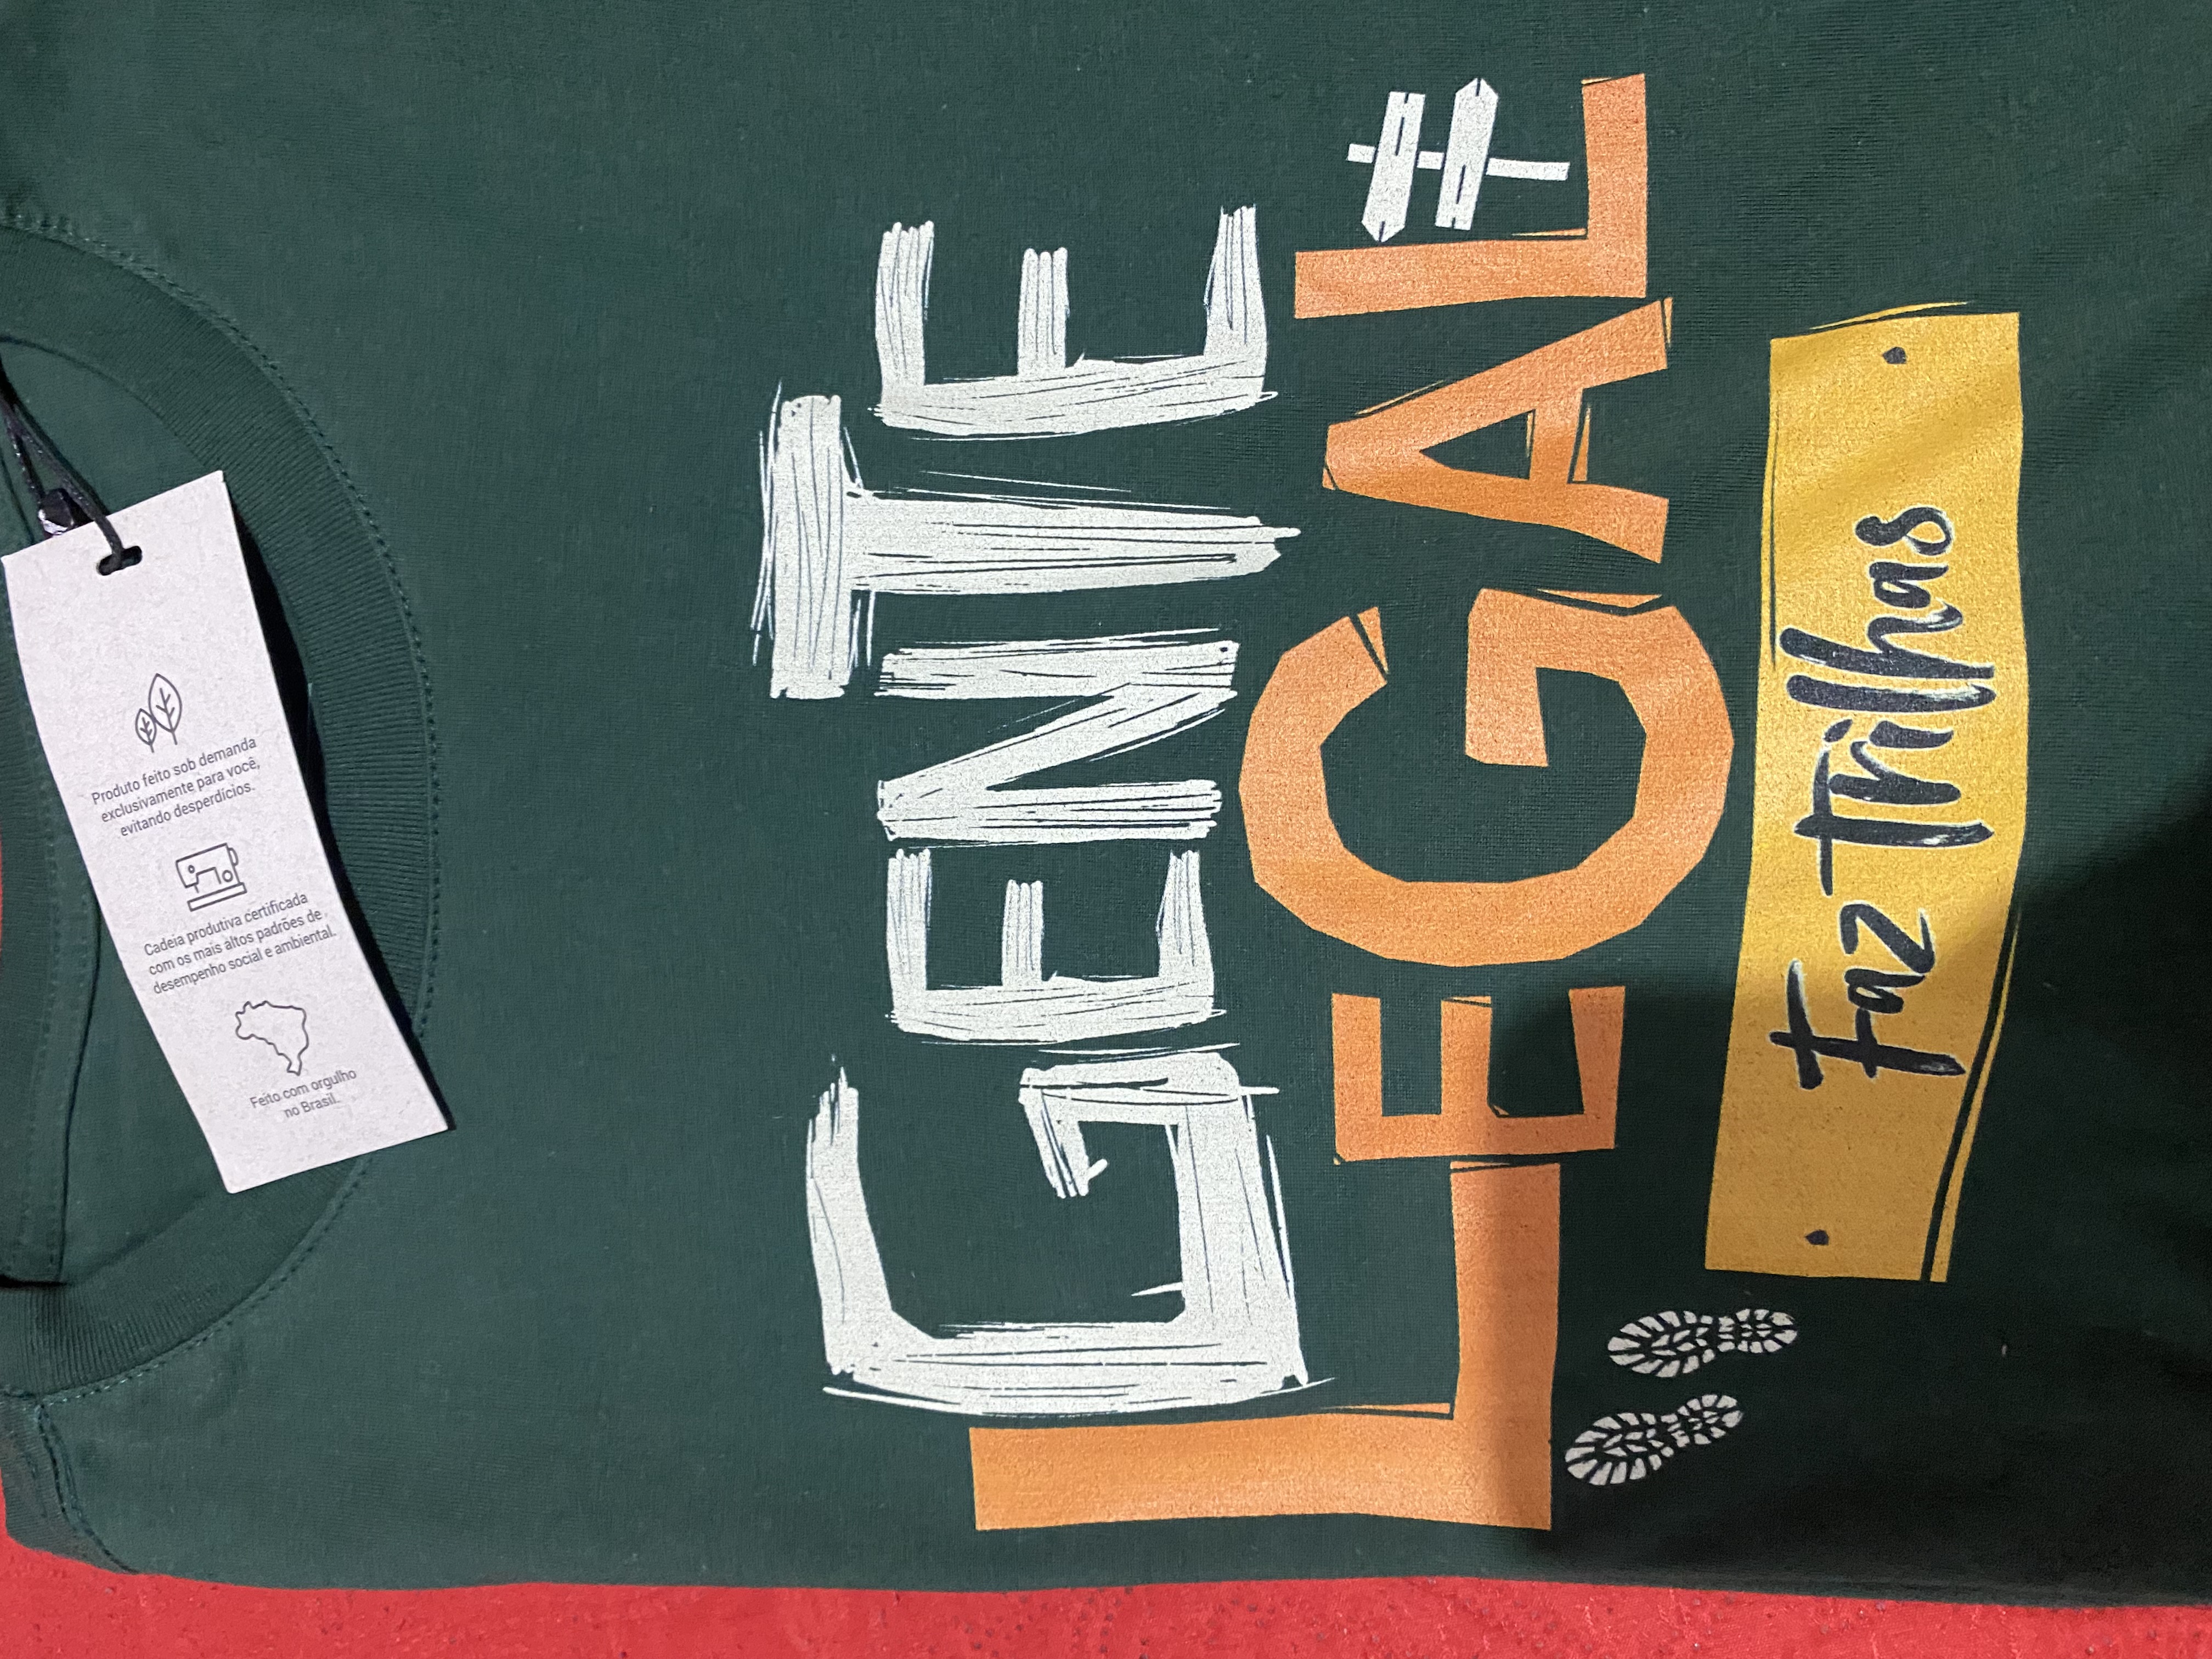 GENTE
LEGAL
Faz Trilhas
Produto feito sob demanda
exclusivamente para você,
evitando desperdícios.
Cadeia produtiva certificada
com os mais altos padrões de
desempenho social e ambiental.
Feito com orgulho
no Brasil.